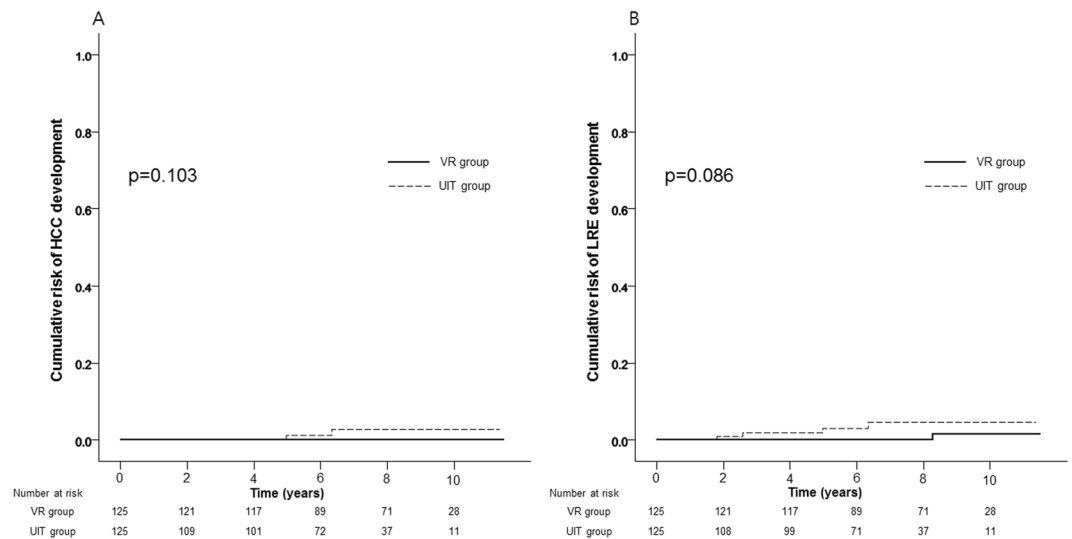 A
1.0
0.8
0.6
0.4
0.2
0.0
Cumulative risk of HCC development
p=0.103
VR group
UIT group
0 2 4 6 8 10
Time (years)
Number at risk
VR group 125 121 117 89 71 28
UIT group 125 109 101 72 37 11
B
1.0
0.8
0.6
0.4
0.2
0.0
Cumulative risk of LRE development
p=0.086
VR group
UIT group
0 2 4 6 8 10
Time (years)
Number at risk
VR group 125 121 117 89 71 28
UIT group 125 108 99 71 37 11